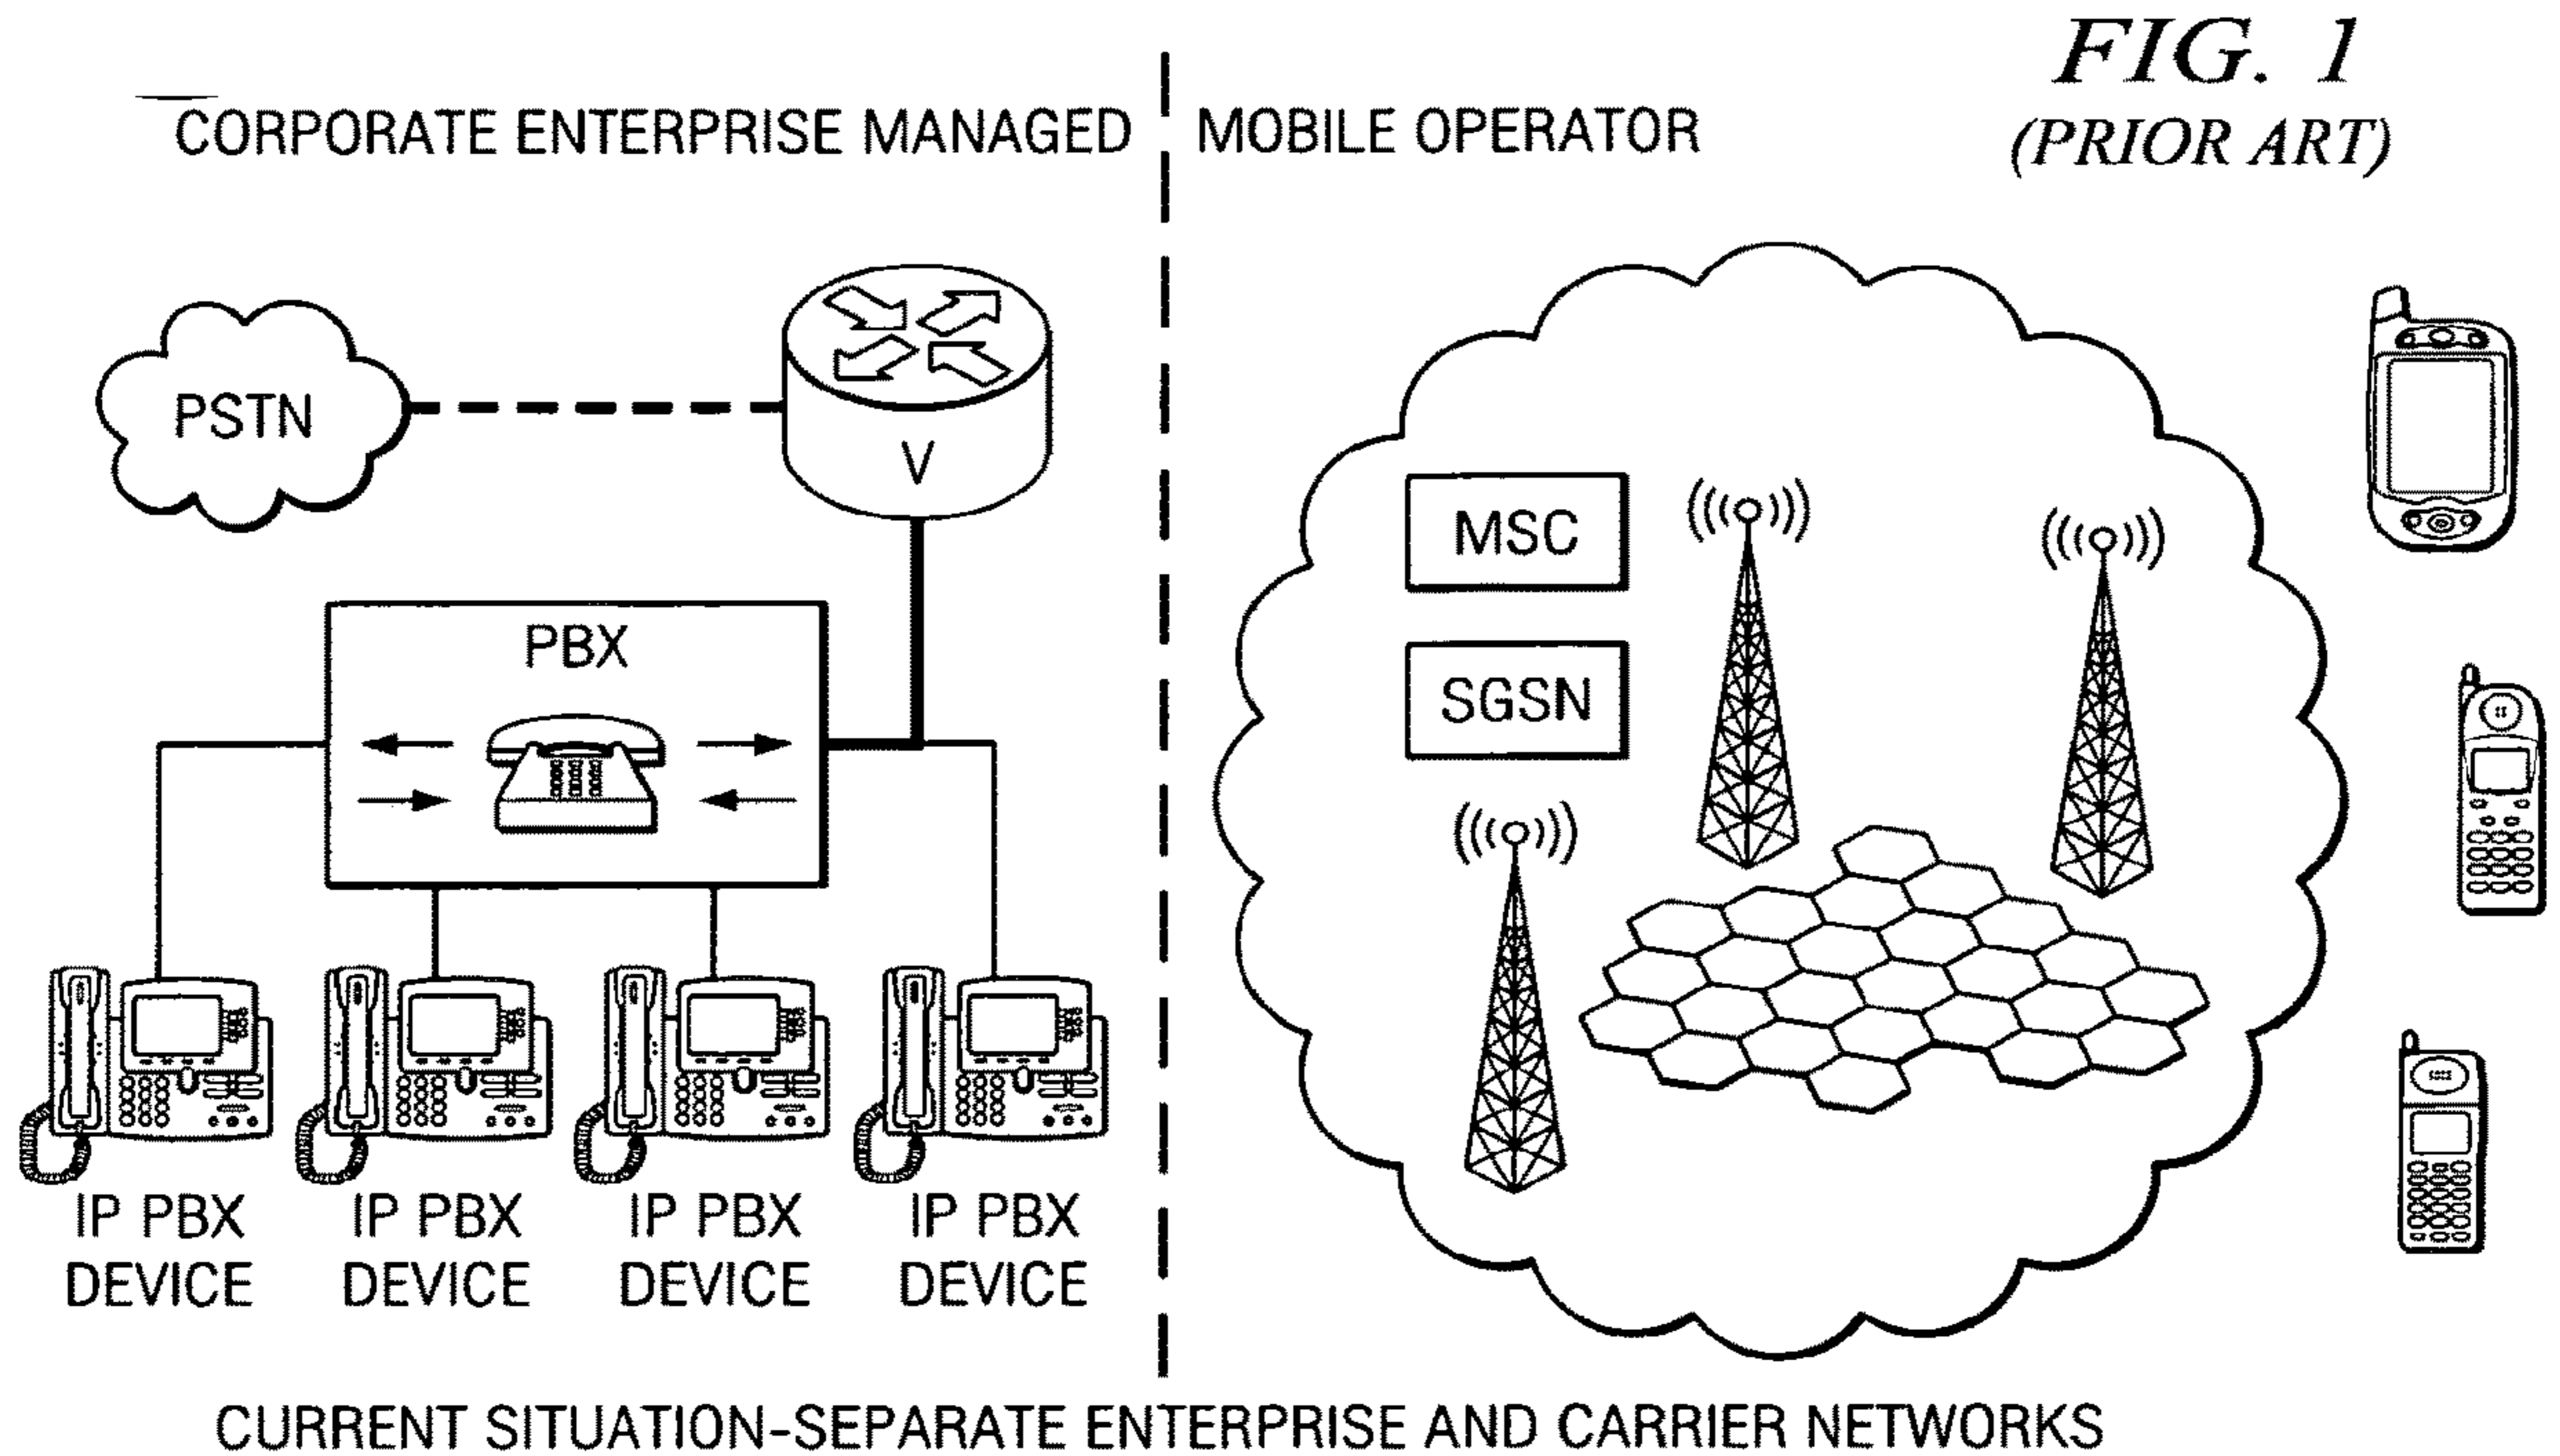 FIG. 1
(PRIOR ART)
CORPORATE ENTERPRISE MANAGED
MOBILE OPERATOR
PSTN
V
MSC
PBX
SGSN
IP PBX
DEVICE
IP PBX
DEVICE
IP PBX
DEVICE
IP PBX
DEVICE
CURRENT SITUATION-SEPARATE ENTERPRISE AND CARRIER NETWORKS